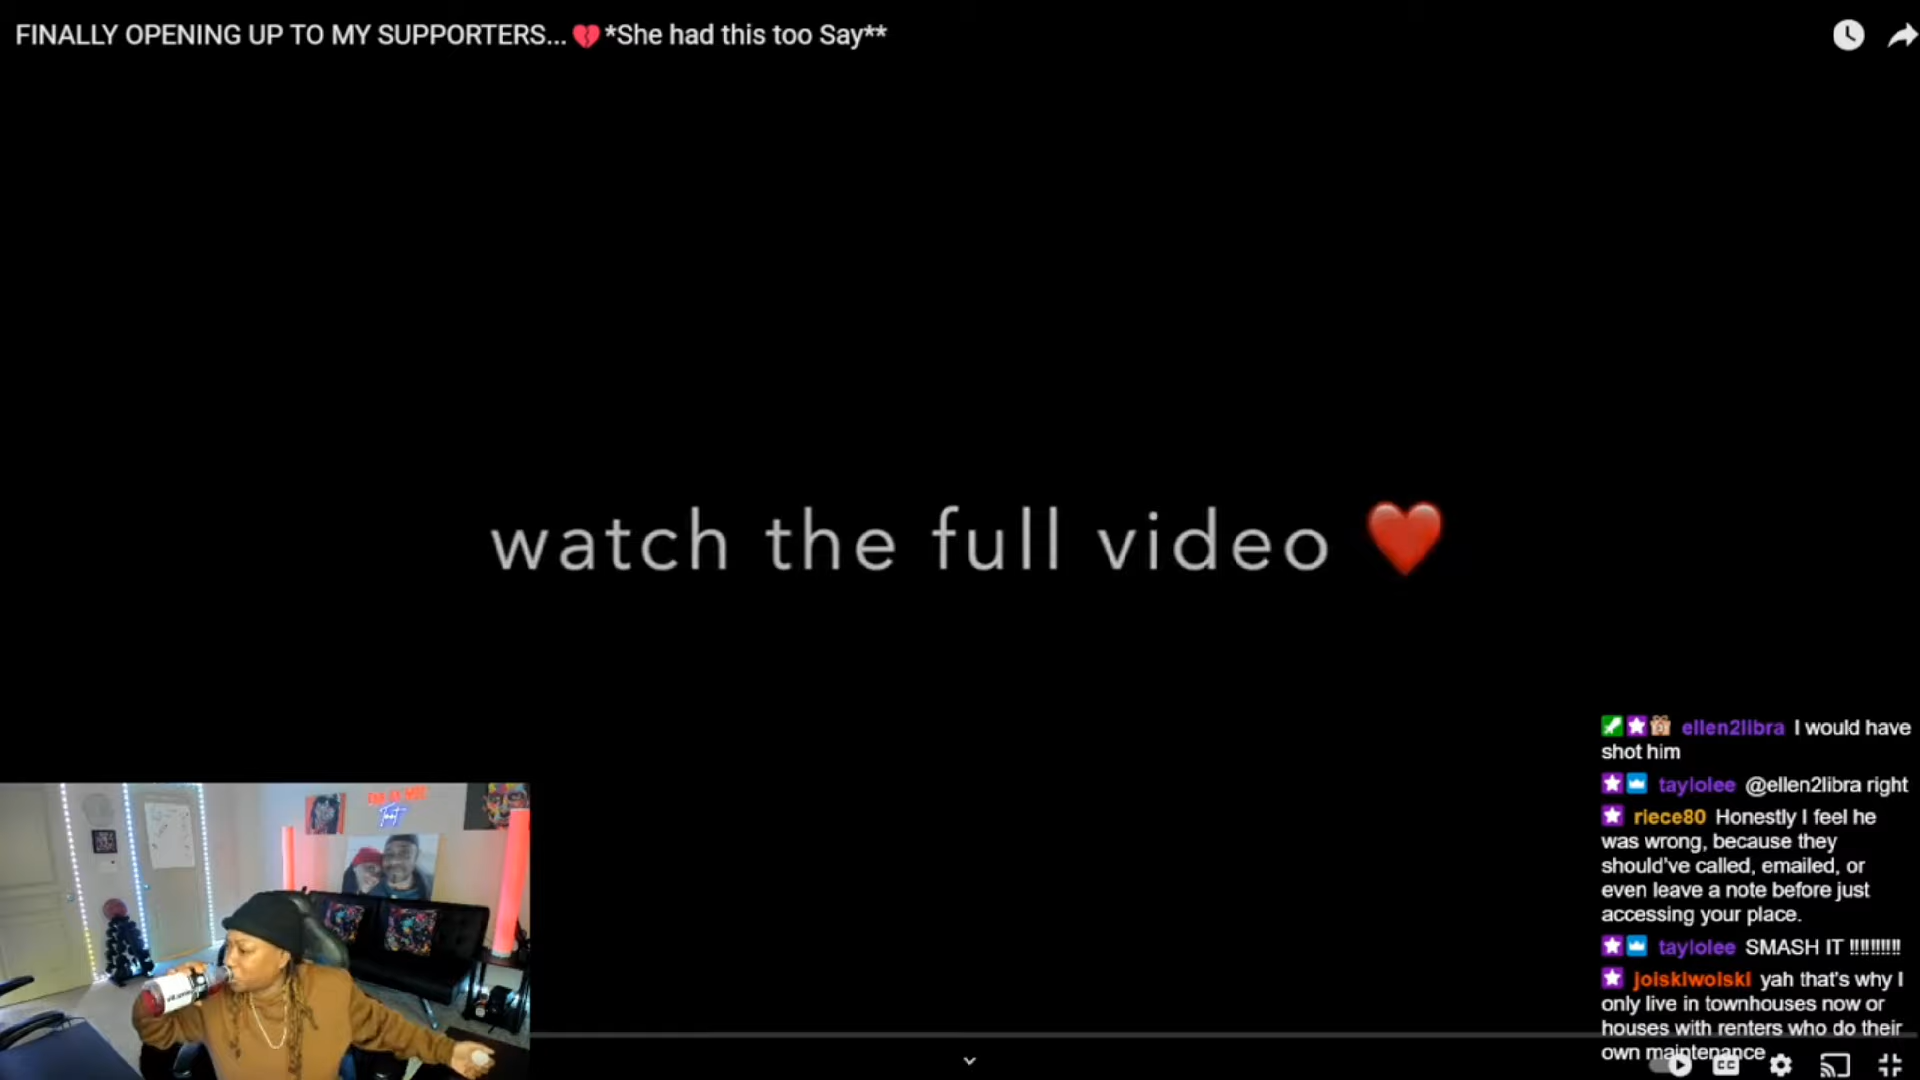 FINALLY OPENING UP TO MY SUPPORTERS... 💔 *She had this too Say**
watch the full video ❤️
ellen2libra I would have
shot him
taylolee @ellen2libra right
riece80 Honestly I feel he
was wrong, because they
should've called, emailed, or
even leave a note before just
accessing your place.
taylolee SMASH IT !!!!!!!!!!
joiskiwoiski yah that's why I
only live in townhouses now or
houses with renters who do their
own maintenance
CC